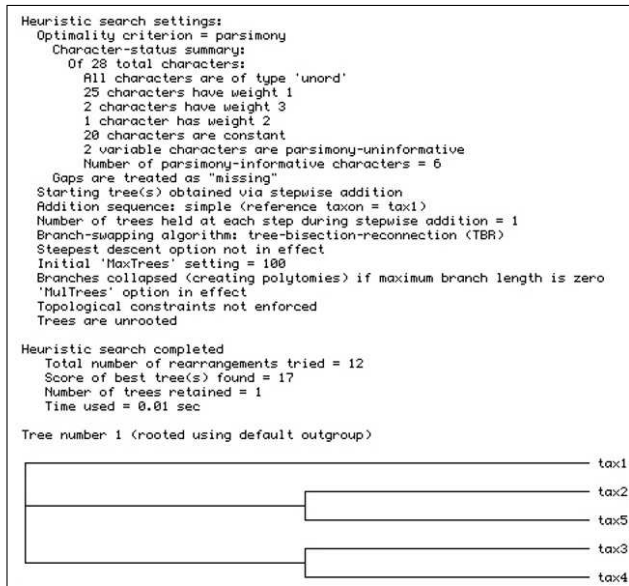 Heuristic search settings:
Optimality criterion = parsimony
Character-status summary:
Of 28 total characters:
All characters are of type 'unord'
25 characters have weight 1
2 characters have weight 3
1 character has weight 2
20 characters are constant
2 variable characters are parsimony-uninformative
Number of parsimony-informative characters = 6
Gaps are treated as "missing"
Starting tree(s) obtained via stepwise addition
Addition sequence: simple (reference taxon = tax1)
Number of trees held at each step during stepwise addition = 1
Branch-swapping algorithm: tree-bisection-reconnection (TBR)
Steepest descent option not in effect
Initial 'MaxTrees' setting = 100
Branches collapsed (creating polytomies) if maximum branch length is zero
'MulTrees' option in effect
Topological constraints not enforced
Trees are unrooted
Heuristic search completed
Total number of rearrangements tried = 12
Score of best tree(s) found = 17
Number of trees retained = 1
Time used = 0.01 sec
Tree number 1 (rooted using default outgroup)
tax1
tax2
tax5
tax3
tax4